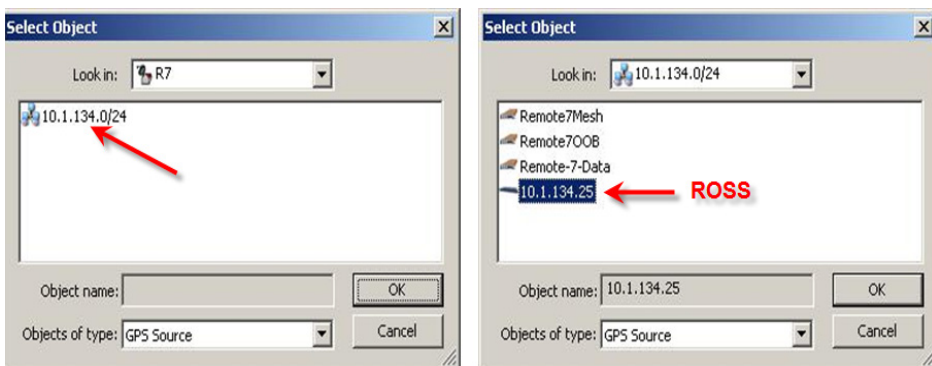 Select Object
Look in: R7
10.1.134.0/24
Object name:
OK
Objects of type: GPS Source
Cancel
Select Object
Look in: 10.1.134.0/24
Remote7Mesh
Remote7OOB
Remote-7-Data
10.1.134.25
ROSS
Object name: 10.1.134.25
OK
Objects of type: GPS Source
Cancel